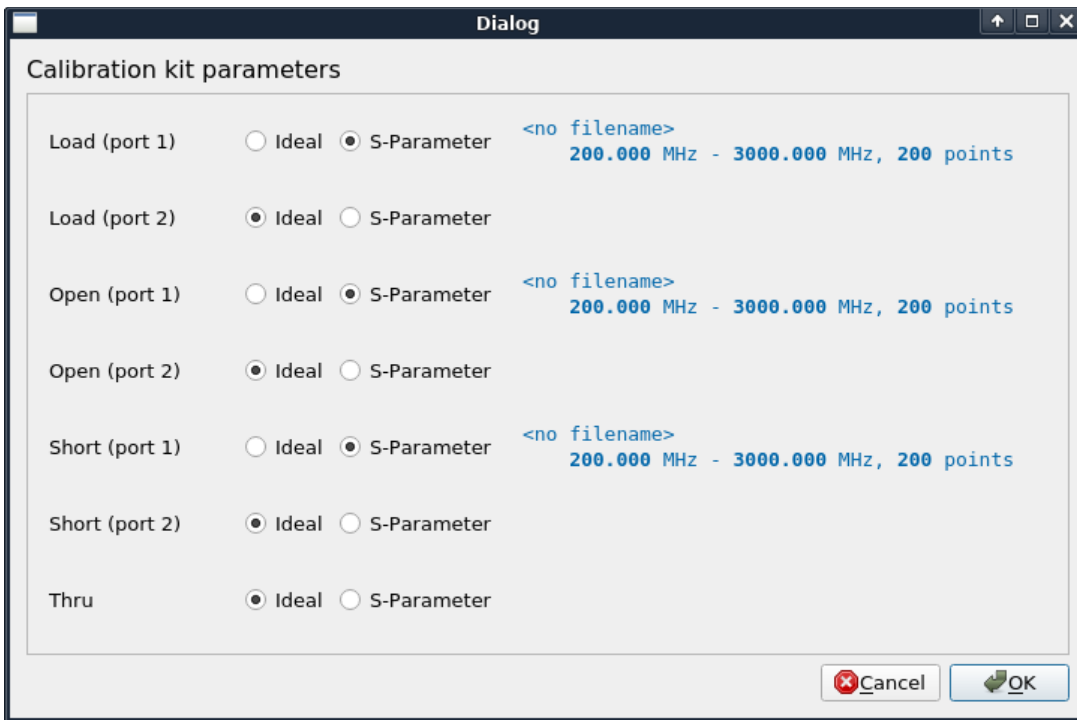 Dialog
Calibration kit parameters
Load (port 1) Ideal S-Parameter <no filename>
200.000 MHz - 3000.000 MHz, 200 points
Load (port 2) Ideal S-Parameter
Open (port 1) Ideal S-Parameter <no filename>
200.000 MHz - 3000.000 MHz, 200 points
Open (port 2) Ideal S-Parameter
Short (port 1) Ideal S-Parameter <no filename>
200.000 MHz - 3000.000 MHz, 200 points
Short (port 2) Ideal S-Parameter
Thru Ideal S-Parameter
Cancel OK